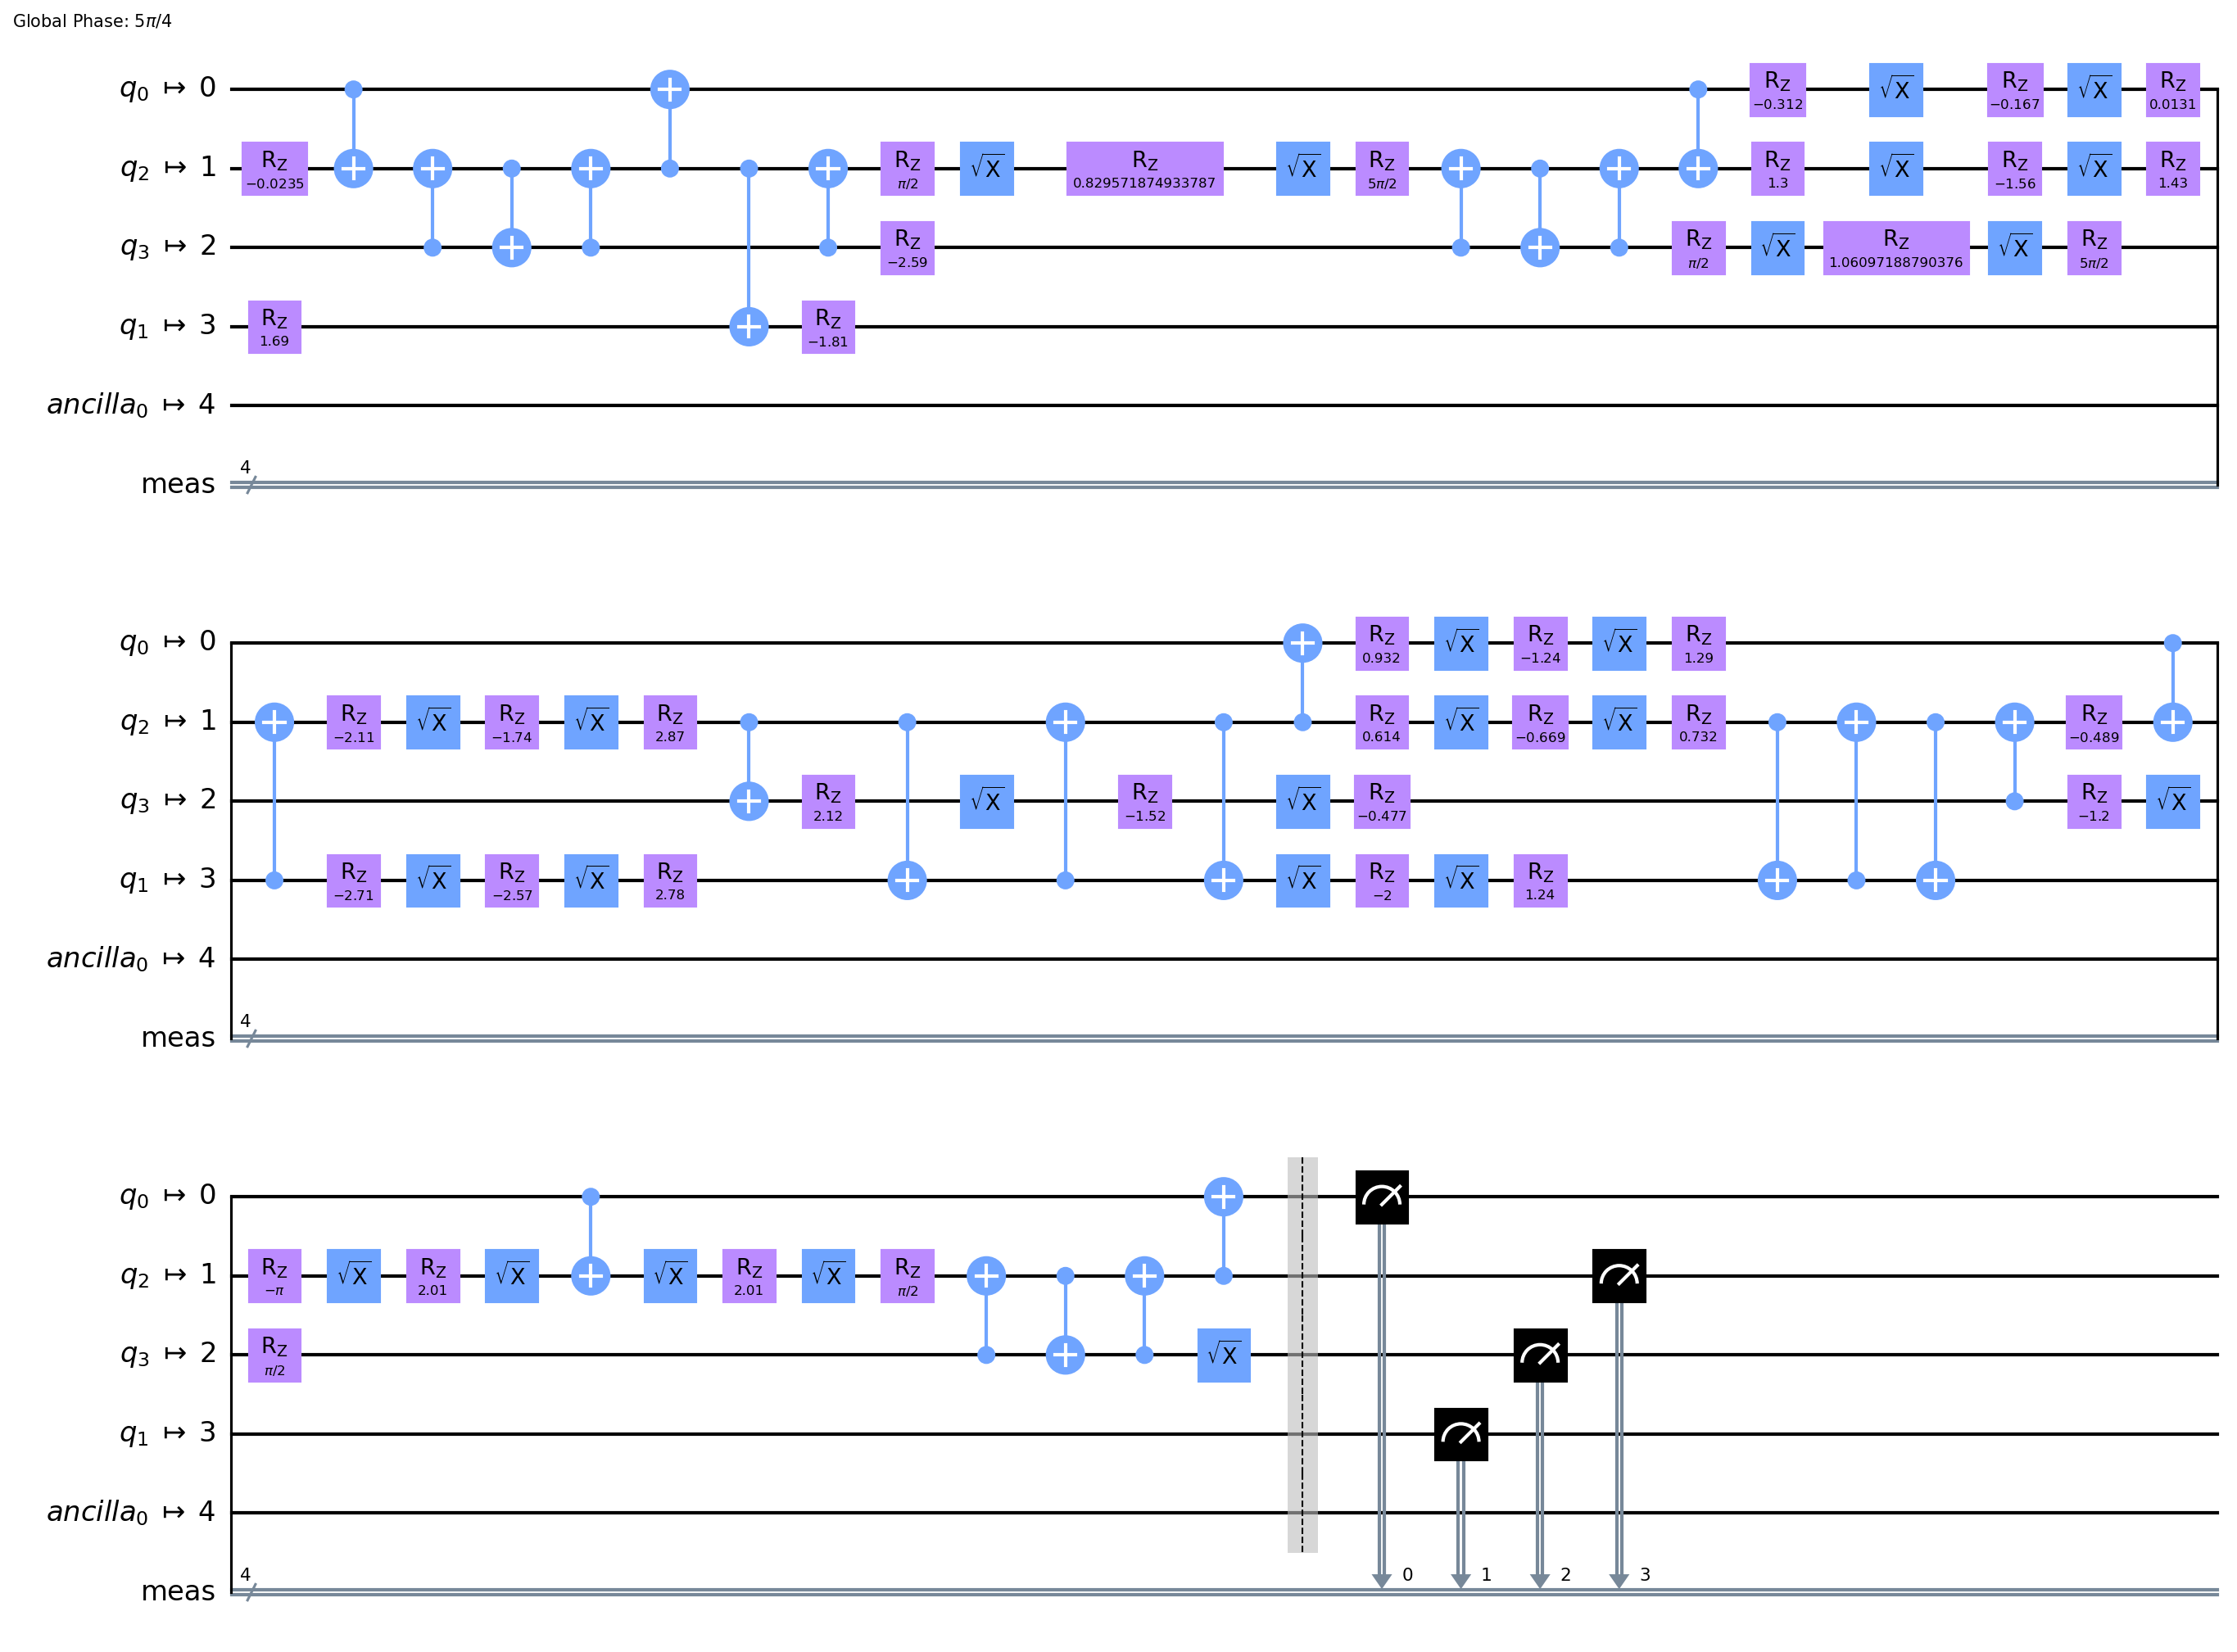 Global Phase: 5π/4
q0 ↦ 0 RZ −0.312 √X RZ −0.167 √X RZ 0.0131
q2 ↦ 1 RZ −0.0235 RZ π/2 √X RZ 0.829571874933787 √X RZ 5π/2 RZ 1.3 √X RZ −1.56 √X RZ 1.43
q3 ↦ 2 RZ −2.59 RZ π/2 √X RZ 1.06097188790376 √X RZ 5π/2
q1 ↦ 3 RZ 1.69 RZ −1.81
ancilla0 ↦ 4
meas 4
q0 ↦ 0 RZ 0.932 √X RZ −1.24 √X RZ 1.29
q2 ↦ 1 RZ −2.11 √X RZ −1.74 √X RZ 2.87 RZ 0.614 √X RZ −0.669 √X RZ 0.732 RZ −0.489
q3 ↦ 2 RZ 2.12 √X RZ −1.52 √X RZ −0.477 RZ −1.2 √X
q1 ↦ 3 RZ −2.71 √X RZ −2.57 √X RZ 2.78 √X RZ −2 √X RZ 1.24
ancilla0 ↦ 4
meas 4
q0 ↦ 0
q2 ↦ 1 RZ −π √X RZ 2.01 √X √X RZ 2.01 √X RZ π/2
q3 ↦ 2 RZ π/2 √X
q1 ↦ 3
ancilla0 ↦ 4
meas 4 0 1 2 3